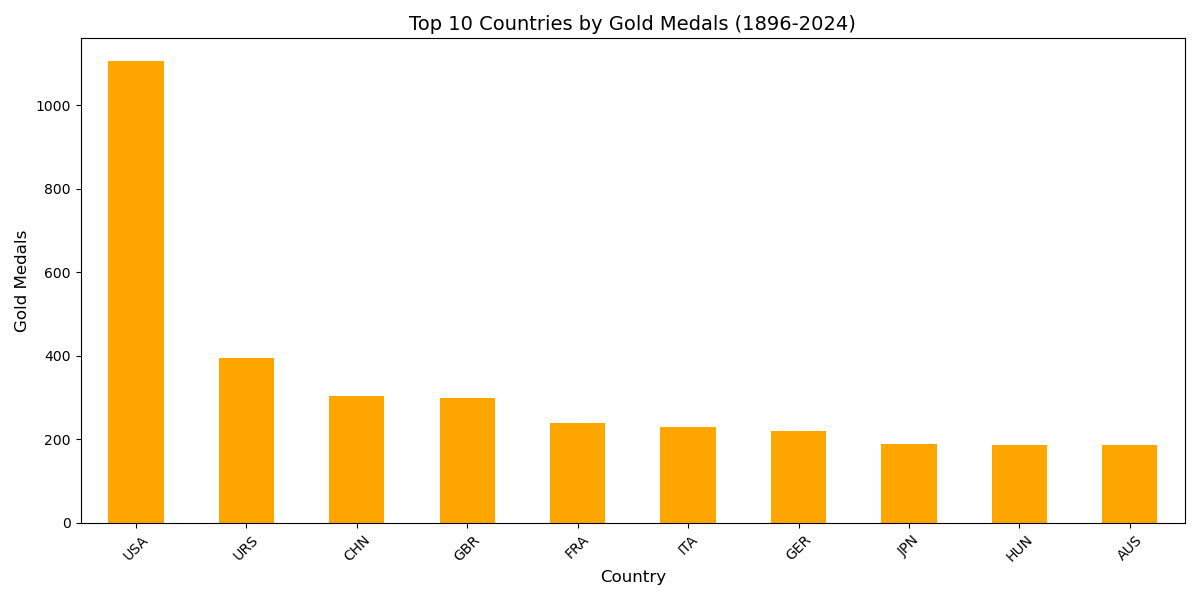 Top 10 Countries by Gold Medals (1896-2024)
Gold Medals
1000
800
600
400
200
0
USA URS CHN GBR FRA ITA GER JPN HUN AUS
Country